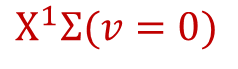 X¹Σ(v = 0)